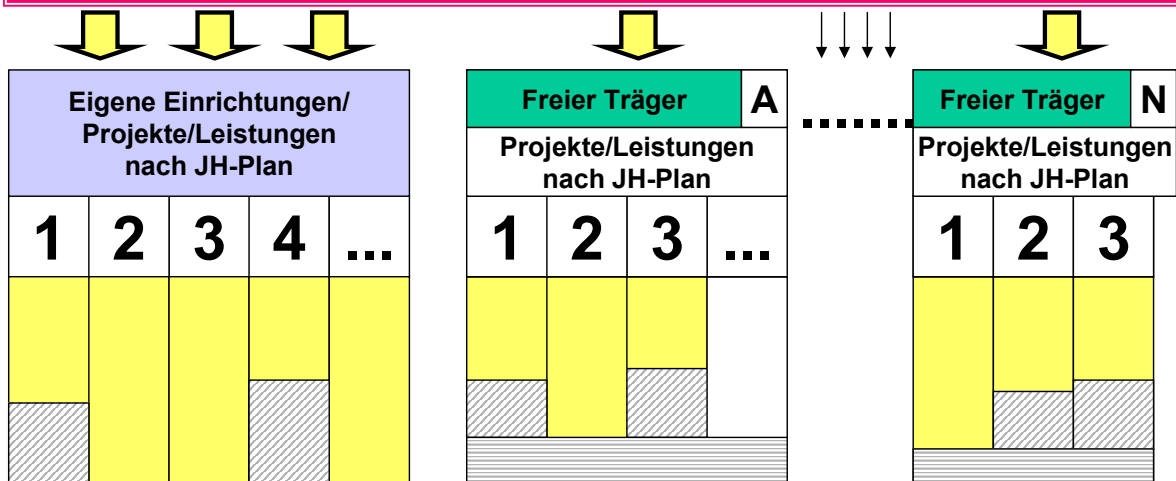 Eigene Einrichtungen/
Projekte/Leistungen
nach JH-Plan
1 2 3 4 ...
Freier Träger A
Projekte/Leistungen
nach JH-Plan
1 2 3 ...
Freier Träger N
Projekte/Leistungen
nach JH-Plan
1 2 3